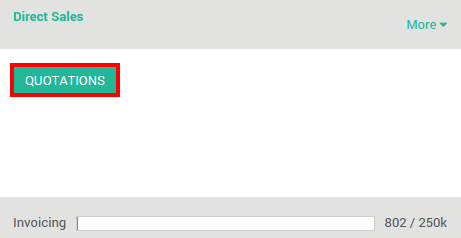 Direct Sales
More
QUOTATIONS
Invoicing 802 / 250k